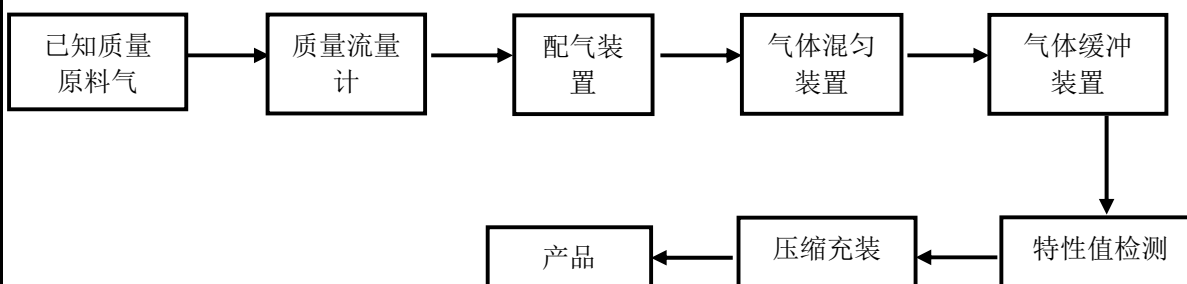 已知质量
原料气
质量流量
计
配气装
置
气体混匀
装置
气体缓冲
装置
特性值检测
压缩充装
产品